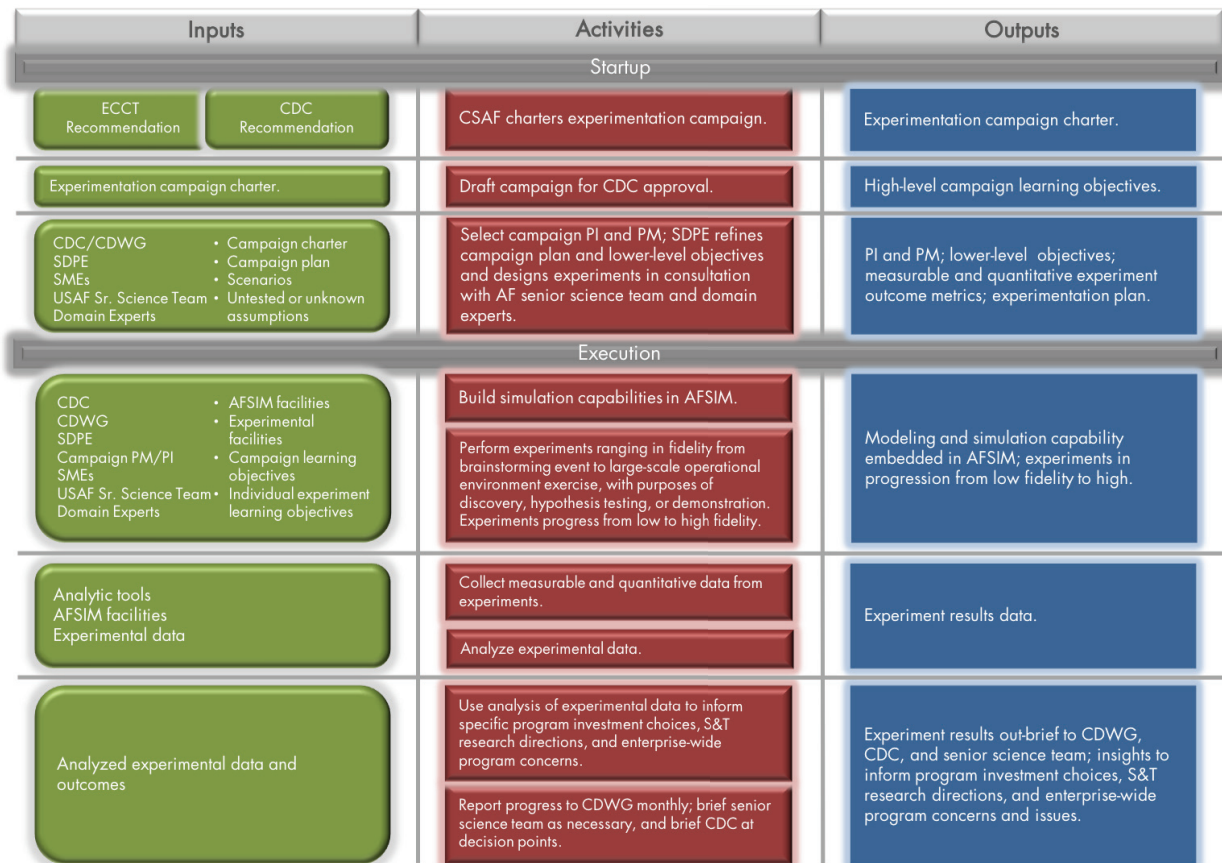 Inputs
Activities
Outputs
Startup
ECCT
Recommendation
CDC
Recommendation
CSAF charters experimentation campaign.
Experimentation campaign charter.
Experimentation campaign charter.
Draft campaign for CDC approval.
High-level campaign learning objectives.
CDC/CDWG
SDPE
SMEs
USAF Sr. Science Team
Domain Experts
• Campaign charter
• Campaign plan
• Scenarios
• Untested or unknown
assumptions
Select campaign PI and PM; SDPE refines
campaign plan and lower-level objectives
and designs experiments in consultation
with AF senior science team and domain
experts.
PI and PM; lower-level objectives;
measurable and quantitative experiment
outcome metrics; experimentation plan.
Execution
CDC
CDWG
SDPE
Campaign PM/PI
SMEs
USAF Sr. Science Team
Domain Experts
• AFSIM facilities
• Experimental
facilities
• Campaign learning
objectives
• Individual experiment
learning objectives
Build simulation capabilities in AFSIM.
Perform experiments ranging in fidelity from
brainstorming event to large-scale operational
environment exercise, with purposes of
discovery, hypothesis testing, or demonstration.
Experiments progress from low to high fidelity.
Modeling and simulation capability
embedded in AFSIM; experiments in
progression from low fidelity to high.
Analytic tools
AFSIM facilities
Experimental data
Collect measurable and quantitative data from
experiments.
Analyze experimental data.
Experiment results data.
Analyzed experimental data and
outcomes
Use analysis of experimental data to inform
specific program investment choices, S&T
research directions, and enterprise-wide
program concerns.
Report progress to CDWG monthly; brief senior
science team as necessary, and brief CDC at
decision points.
Experiment results out-brief to CDWG,
CDC, and senior science team; insights to
inform program investment choices, S&T
research directions, and enterprise-wide
program concerns and issues.